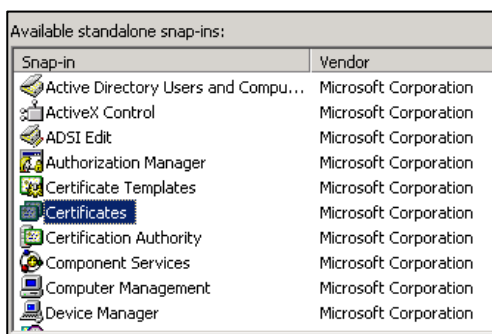 Available standalone snap-ins:
Snap-in Vendor
Active Directory Users and Compu... Microsoft Corporation
ActiveX Control Microsoft Corporation
ADSI Edit Microsoft Corporation
Authorization Manager Microsoft Corporation
Certificate Templates Microsoft Corporation
Certificates Microsoft Corporation
Certification Authority Microsoft Corporation
Component Services Microsoft Corporation
Computer Management Microsoft Corporation
Device Manager Microsoft Corporation